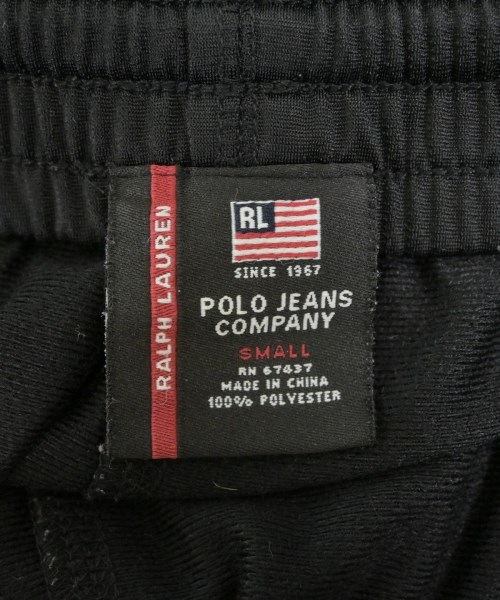 RALPH LAUREN
RL
SINCE 1967
POLO JEANS
COMPANY
SMALL
RN 67437
MADE IN CHINA
100% POLYESTER